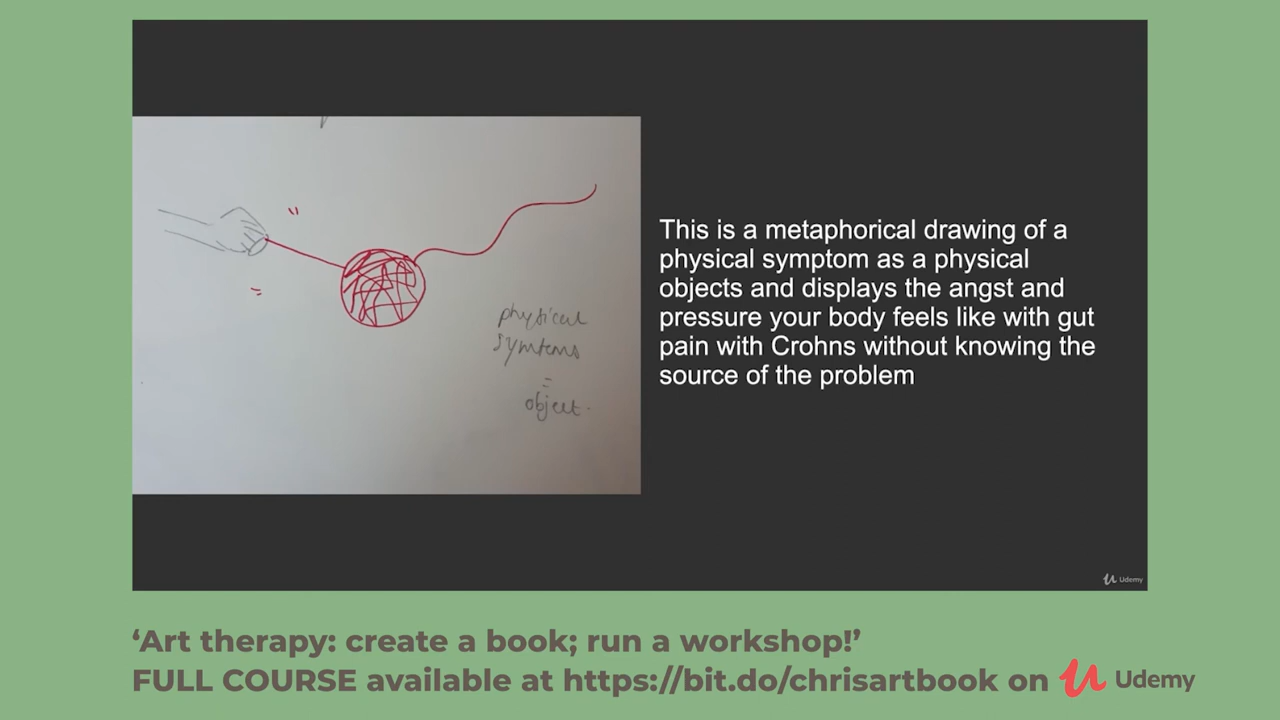 physical
symtems
=
object.
This is a metaphorical drawing of a
physical symptom as a physical
objects and displays the angst and
pressure your body feels like with gut
pain with Crohns without knowing the
source of the problem
Udemy
‘Art therapy: create a book; run a workshop!’
FULL COURSE available at https://bit.do/chrisartbook on Udemy